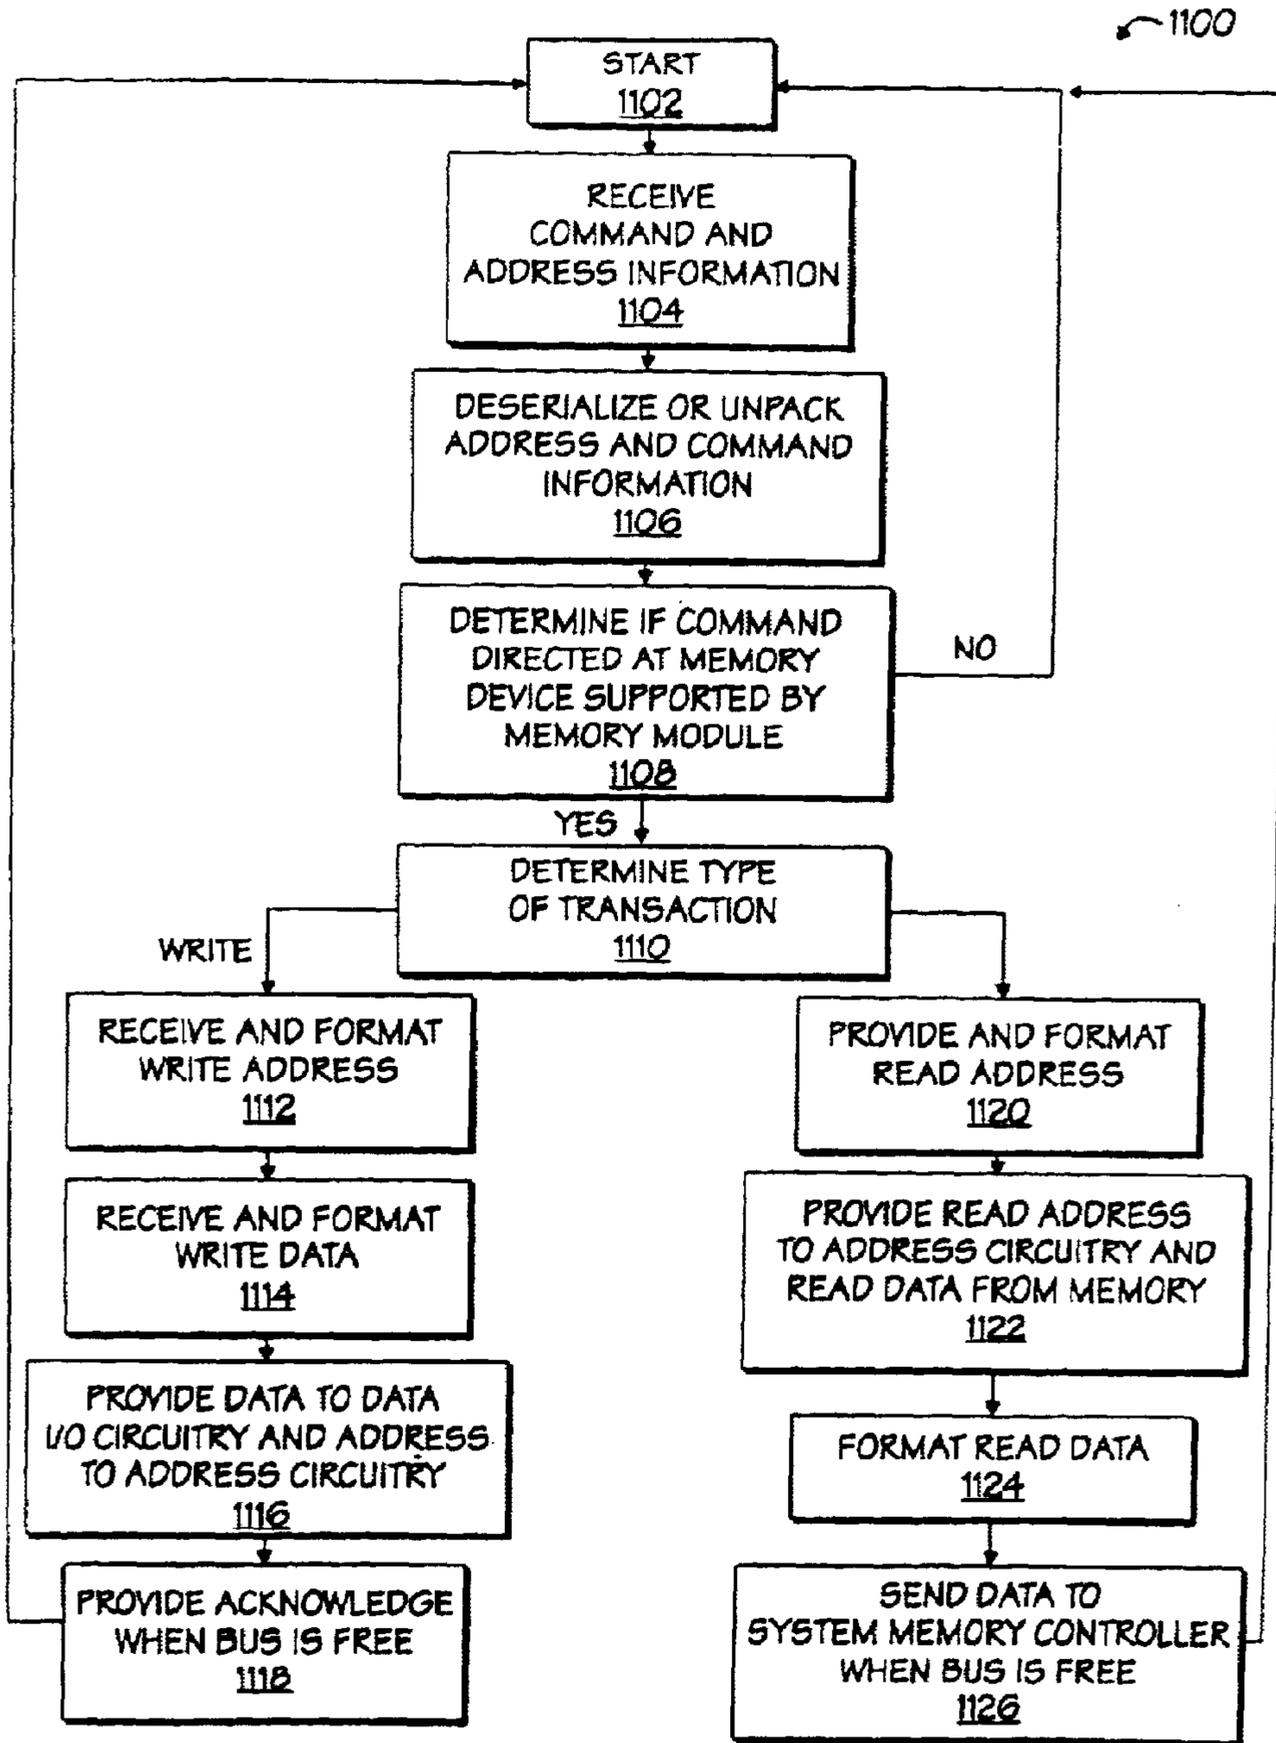 1100
START
1102
RECEIVE
COMMAND AND
ADDRESS INFORMATION
1104
DESERIALIZE OR UNPACK
ADDRESS AND COMMAND
INFORMATION
1106
DETERMINE IF COMMAND
DIRECTED AT MEMORY
DEVICE SUPPORTED BY
MEMORY MODULE
1108
NO
YES
DETERMINE TYPE
OF TRANSACTION
1110
WRITE
RECEIVE AND FORMAT
WRITE ADDRESS
1112
RECEIVE AND FORMAT
WRITE DATA
1114
PROVIDE DATA TO DATA
I/O CIRCUITRY AND ADDRESS
TO ADDRESS CIRCUITRY
1116
PROVIDE ACKNOWLEDGE
WHEN BUS IS FREE
1118
PROVIDE AND FORMAT
READ ADDRESS
1120
PROVIDE READ ADDRESS
TO ADDRESS CIRCUITRY AND
READ DATA FROM MEMORY
1122
FORMAT READ DATA
1124
SEND DATA TO
SYSTEM MEMORY CONTROLLER
WHEN BUS IS FREE
1126